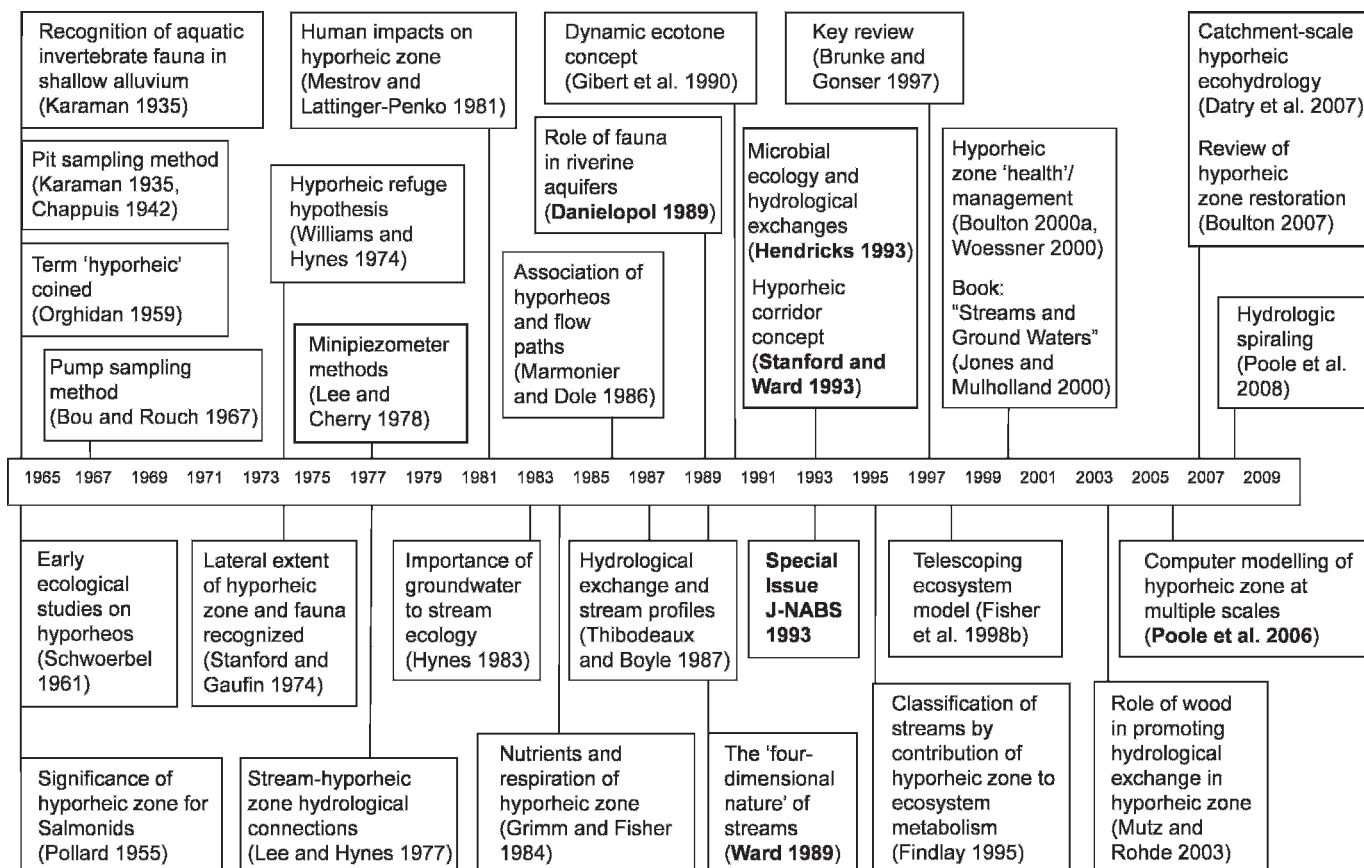 Recognition of aquatic
invertebrate fauna in
shallow alluvium
(Karaman 1935)
Pit sampling method
(Karaman 1935,
Chappuis 1942)
Term ‘hyporheic’
coined
(Orghidan 1959)
Pump sampling
method
(Bou and Rouch 1967)
Human impacts on
hyporheic zone
(Mestrov and
Lattinger-Penko 1981)
Hyporheic refuge
hypothesis
(Williams and
Hynes 1974)
Minipiezometer
methods
(Lee and
Cherry 1978)
Dynamic ecotone
concept
(Gibert et al. 1990)
Role of fauna
in riverine
aquifers
(Danielopol 1989)
Association of
hyporheos
and flow
paths
(Marmonier
and Dole 1986)
Key review
(Brunke and
Gonser 1997)
Microbial
ecology and
hydrological
exchanges
(Hendricks 1993)
Hyporheic
corridor
concept
(Stanford and
Ward 1993)
Hyporheic
zone ‘health’/
management
(Boulton 2000a,
Woessner 2000)
Book:
“Streams and
Ground Waters”
(Jones and
Mulholland 2000)
Catchment-scale
hyporheic
ecohydrology
(Datry et al. 2007)
Review of
hyporheic
zone restoration
(Boulton 2007)
Hydrologic
spiraling
(Poole et al.
2008)
1965 1967 1969 1971 1973 1975 1977 1979 1981 1983 1985 1987 1989 1991 1993 1995 1997 1999 2001 2003 2005 2007 2009
Early
ecological
studies on
hyporheos
(Schwoerbel
1961)
Significance of
hyporheic zone for
Salmonids
(Pollard 1955)
Lateral extent
of hyporheic
zone and fauna
recognized
(Stanford and
Gaufin 1974)
Stream-hyporheic
zone hydrological
connections
(Lee and Hynes 1977)
Importance of
groundwater
to stream
ecology
(Hynes 1983)
Nutrients and
respiration of
hyporheic zone
(Grimm and Fisher
1984)
Hydrological
exchange and
stream profiles
(Thibodeaux
and Boyle 1987)
Special
Issue
J-NABS
1993
The ‘four-
dimensional
nature’ of
streams
(Ward 1989)
Telescoping
ecosystem
model (Fisher
et al. 1998b)
Classification of
streams by
contribution of
hyporheic zone to
ecosystem
metabolism
(Findlay 1995)
Computer modelling of
hyporheic zone at
multiple scales
(Poole et al. 2006)
Role of wood
in promoting
hydrological
exchange in
hyporheic zone
(Mutz and
Rohde 2003)